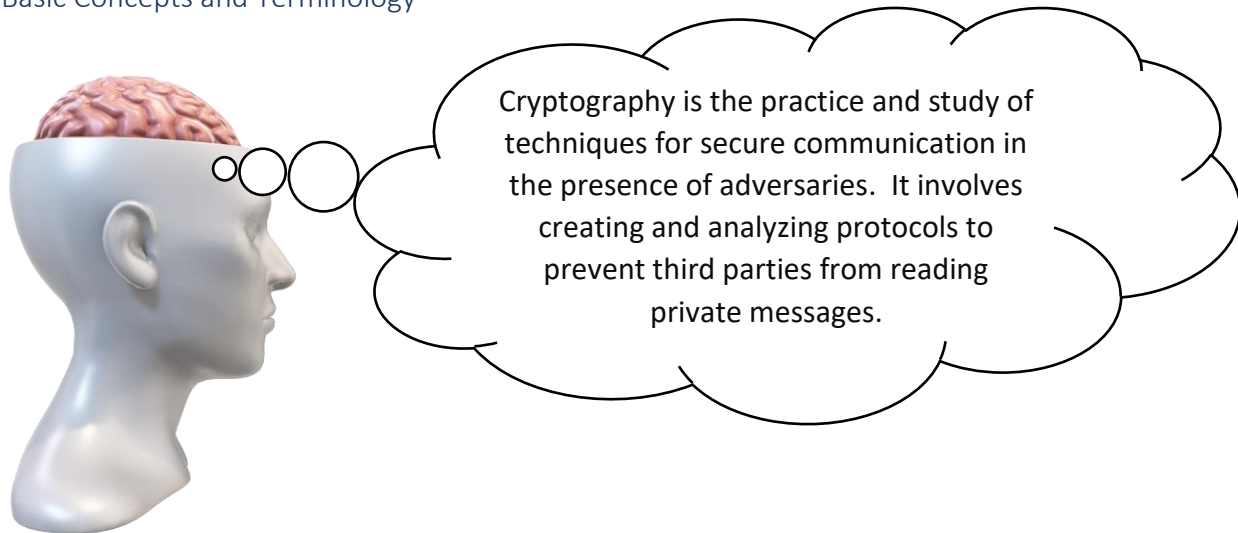 Basic Concepts and Terminology
Cryptography is the practice and study of
techniques for secure communication in
the presence of adversaries.  It involves
creating and analyzing protocols to
prevent third parties from reading
private messages.